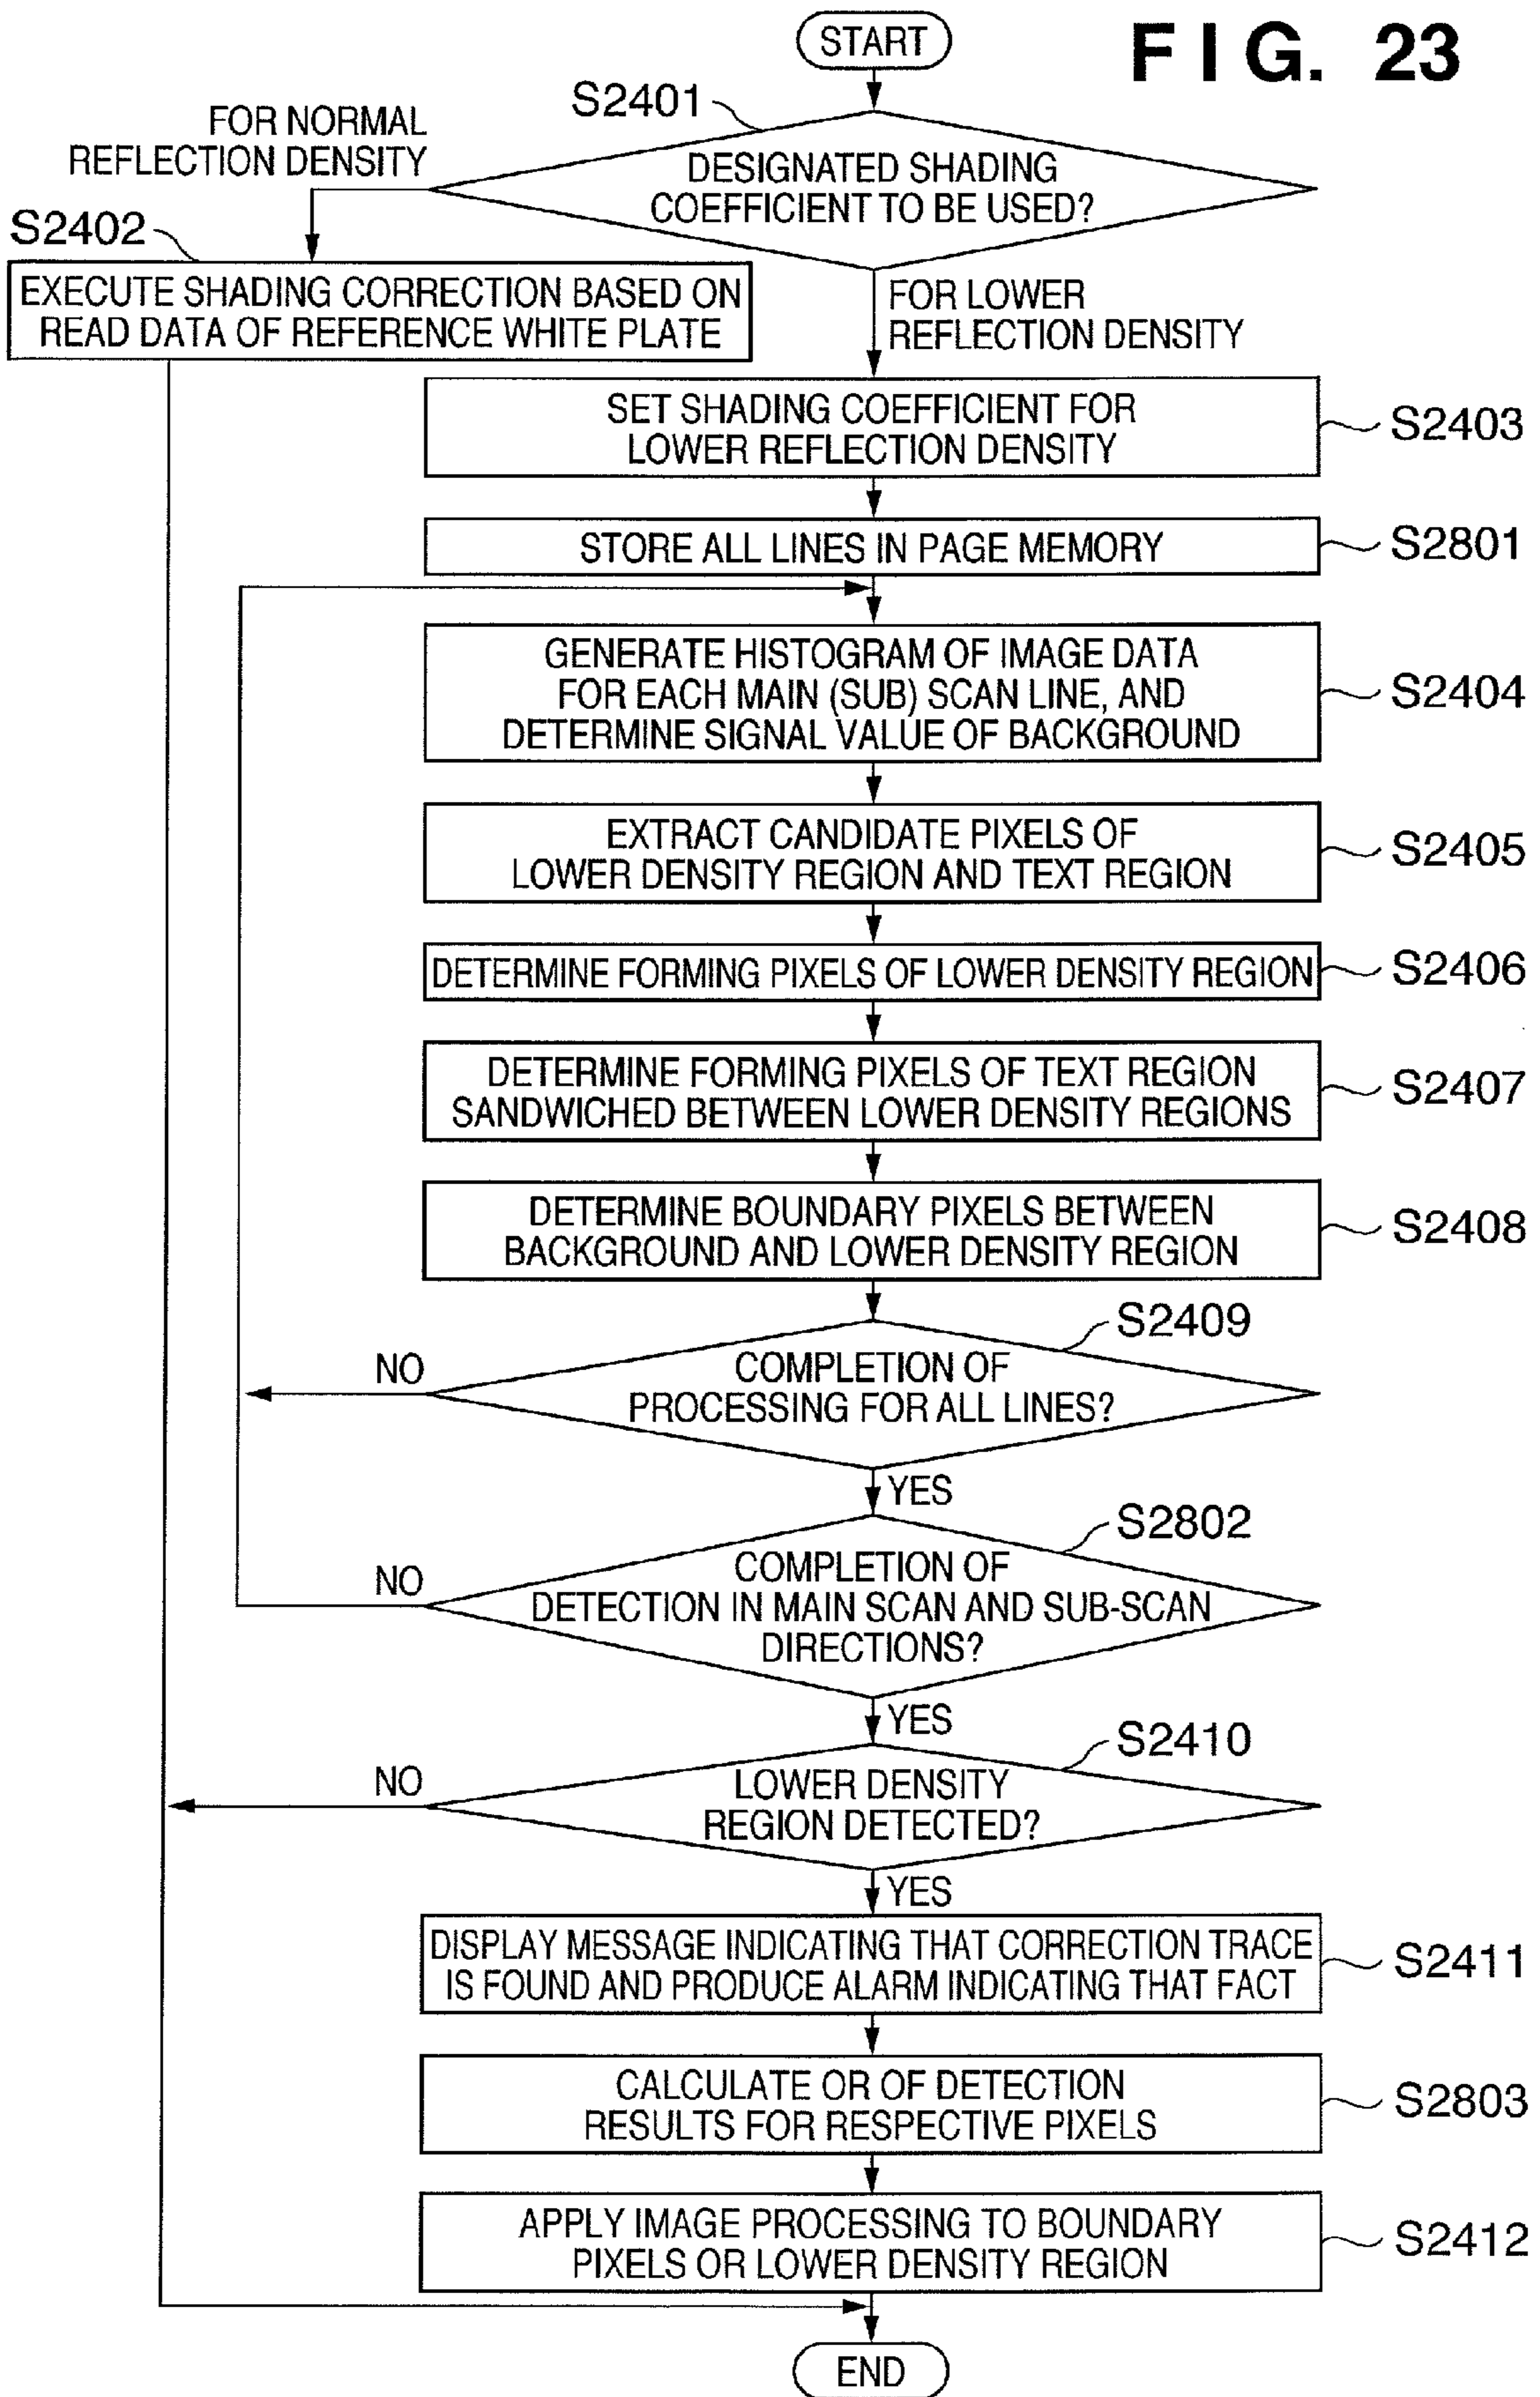 FIG. 23
START
S2401
FOR NORMAL
REFLECTION DENSITY
DESIGNATED SHADING
COEFFICIENT TO BE USED?
S2402
EXECUTE SHADING CORRECTION BASED ON
READ DATA OF REFERENCE WHITE PLATE
FOR LOWER
REFLECTION DENSITY
SET SHADING COEFFICIENT FOR
LOWER REFLECTION DENSITY
S2403
STORE ALL LINES IN PAGE MEMORY
S2801
GENERATE HISTOGRAM OF IMAGE DATA
FOR EACH MAIN (SUB) SCAN LINE, AND
DETERMINE SIGNAL VALUE OF BACKGROUND
S2404
EXTRACT CANDIDATE PIXELS OF
LOWER DENSITY REGION AND TEXT REGION
S2405
DETERMINE FORMING PIXELS OF LOWER DENSITY REGION
S2406
DETERMINE FORMING PIXELS OF TEXT REGION
SANDWICHED BETWEEN LOWER DENSITY REGIONS
S2407
DETERMINE BOUNDARY PIXELS BETWEEN
BACKGROUND AND LOWER DENSITY REGION
S2408
S2409
NO
COMPLETION OF
PROCESSING FOR ALL LINES?
YES
S2802
NO
COMPLETION OF
DETECTION IN MAIN SCAN AND SUB-SCAN
DIRECTIONS?
YES
S2410
NO
LOWER DENSITY
REGION DETECTED?
YES
DISPLAY MESSAGE INDICATING THAT CORRECTION TRACE
IS FOUND AND PRODUCE ALARM INDICATING THAT FACT
S2411
CALCULATE OR OF DETECTION
RESULTS FOR RESPECTIVE PIXELS
S2803
APPLY IMAGE PROCESSING TO BOUNDARY
PIXELS OR LOWER DENSITY REGION
S2412
END